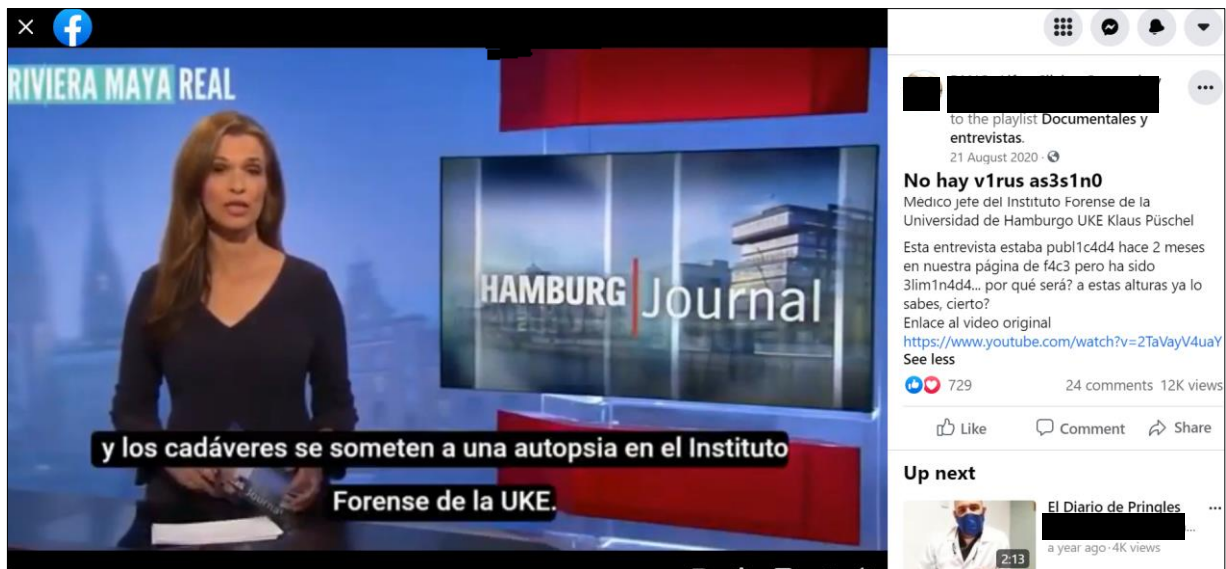 RIVIERA MAYA REAL
HAMBURG Journal
Journal
y los cadáveres se someten a una autopsia en el Instituto
Forense de la UKE.
to the playlist Documentales y
entrevistas.
21 August 2020 ·
No hay v1rus as3s1n0
Médico jefe del Instituto Forense de la
Universidad de Hamburgo UKE Klaus Püschel
Esta entrevista estaba publ1c4d4 hace 2 meses
en nuestra página de f4c3 pero ha sido
3lim1n4d4... por qué será? a estas alturas ya lo
sabes, cierto?
Enlace al video original
https://www.youtube.com/watch?v=2TaVayV4uaY
See less
729
24 comments 12K views
Like Comment Share
Up next
2:13
El Diario de Pringles
a year ago · 4K views